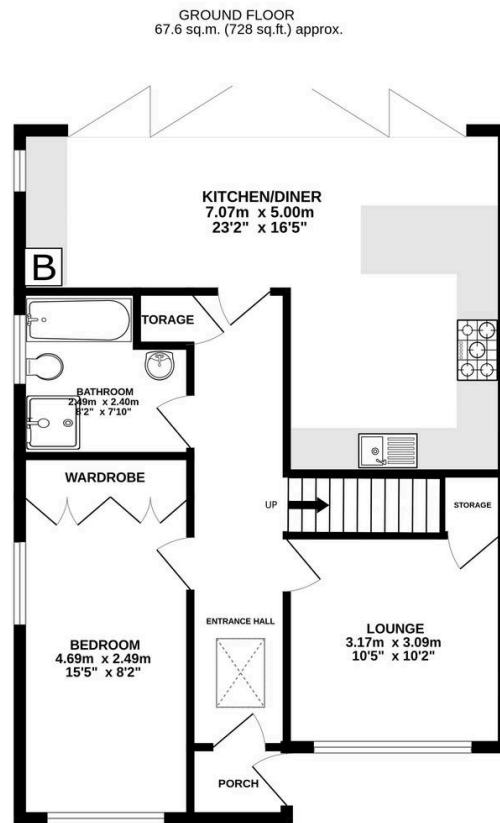 GROUND FLOOR
67.6 sq.m. (728 sq.ft.) approx.
KITCHEN/DINER
7.07m x 5.00m
23'2" x 16'5"
B
TORAGE
BATHROOM
2.49m x 2.40m
8'2" x 7'10"
WARDROBE
UP
STORAGE
ENTRANCE HALL
LOUNGE
3.17m x 3.09m
10'5" x 10'2"
BEDROOM
4.69m x 2.49m
15'5" x 8'2"
PORCH